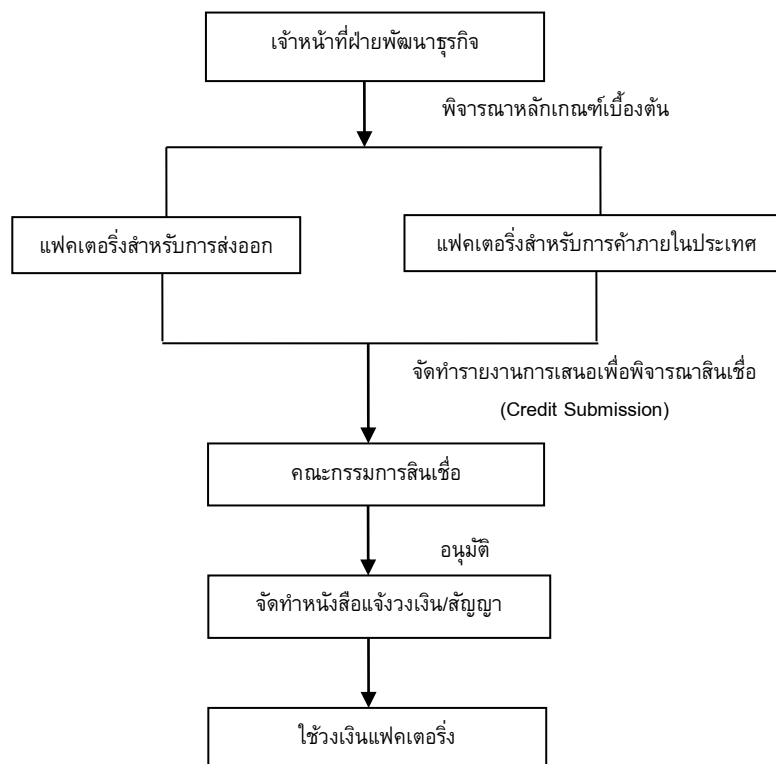 เจ้าหน้าที่ฝ่ายพัฒนาธุรกิจ
พิจารณาหลักเกณฑ์เบื้องต้น
แฟคเตอริ่งสำหรับการส่งออก
แฟคเตอริ่งสำหรับการค้าภายในประเทศ
จัดทำรายงานการเสนอเพื่อพิจารณาสินเชื่อ
(Credit Submission)
คณะกรรมการสินเชื่อ
อนุมัติ
จัดทำหนังสือแจ้งวงเงิน/สัญญา
ใช้วงเงินแฟคเตอริ่ง